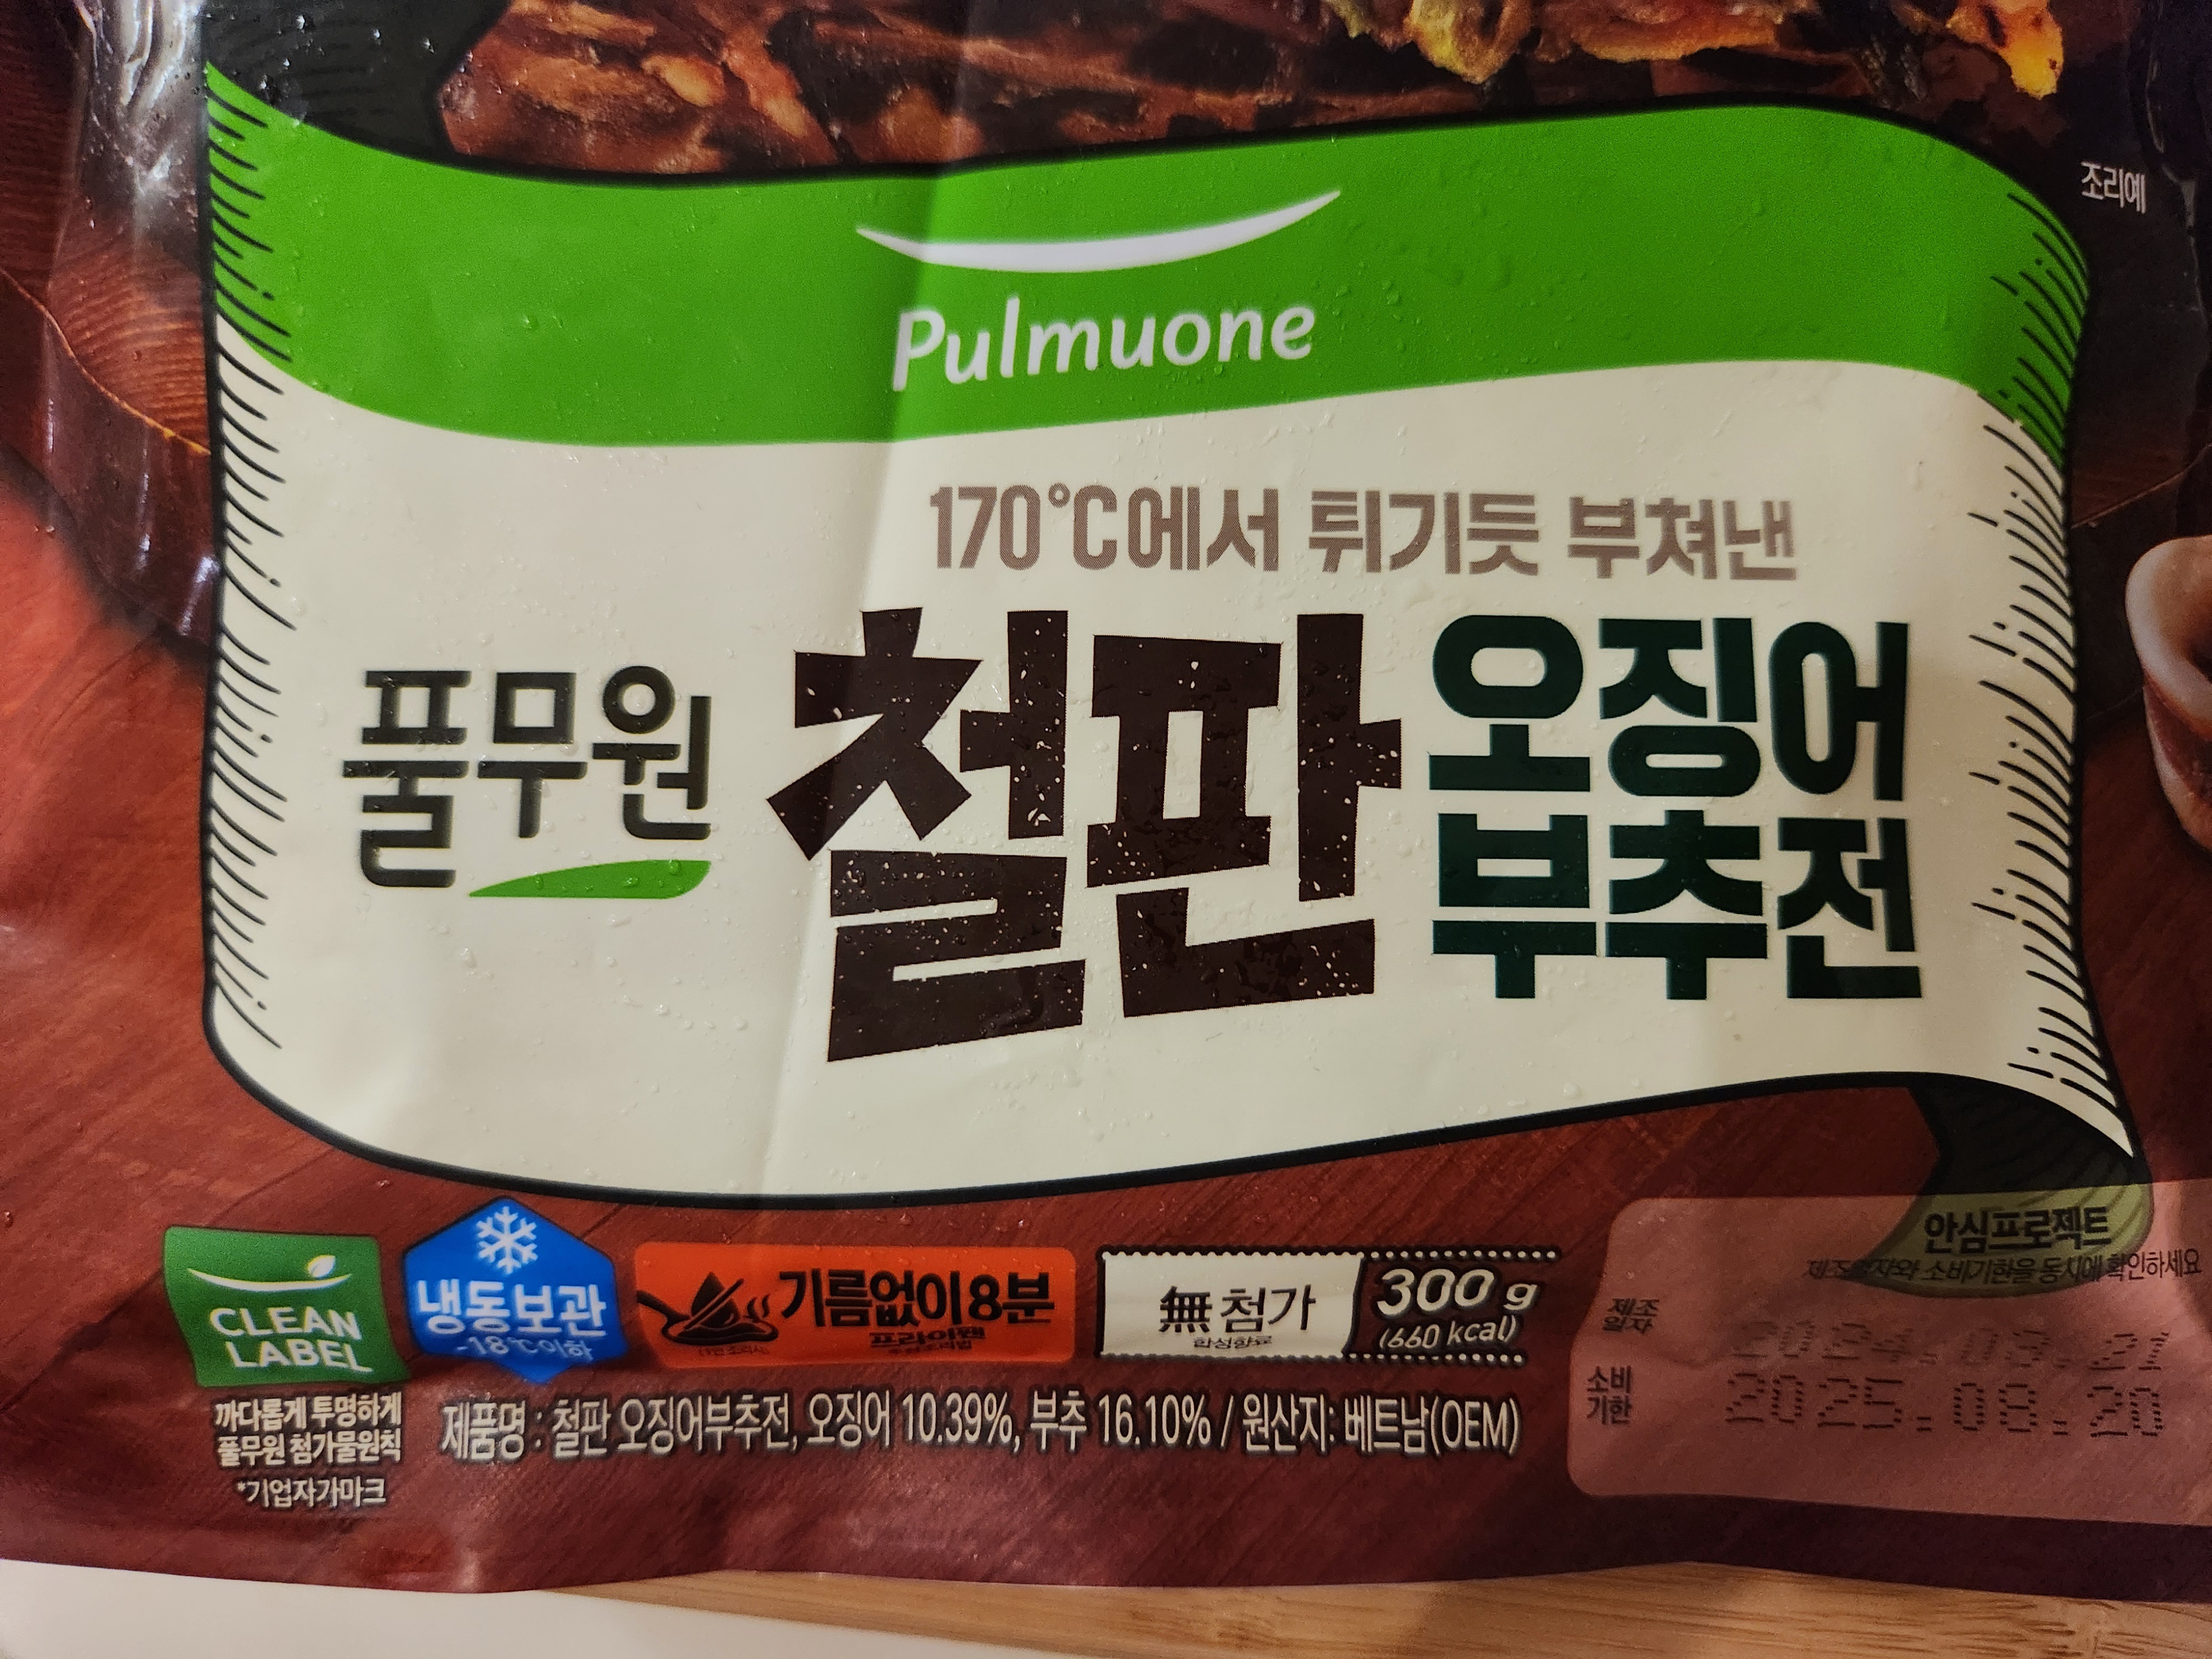 조리예
Pulmuone
170℃에서 튀기듯 부쳐낸
풀무원 철판 오징어
부추전
CLEAN
LABEL
까다롭게 투명하게
풀무원 첨가물원칙
*기업자가마크
냉동보관
-18℃이하
기름없이 8분
프라이팬
無 첨가
합성향료
300 g
(660 kcal)
제품명 : 철판 오징어부추전, 오징어 10.39%, 부추 16.10% / 원산지: 베트남(OEM)
안심프로젝트
제조일자와 소비기한을 동시에 확인하세요
제조
일자
소비
기한
2025.08.20